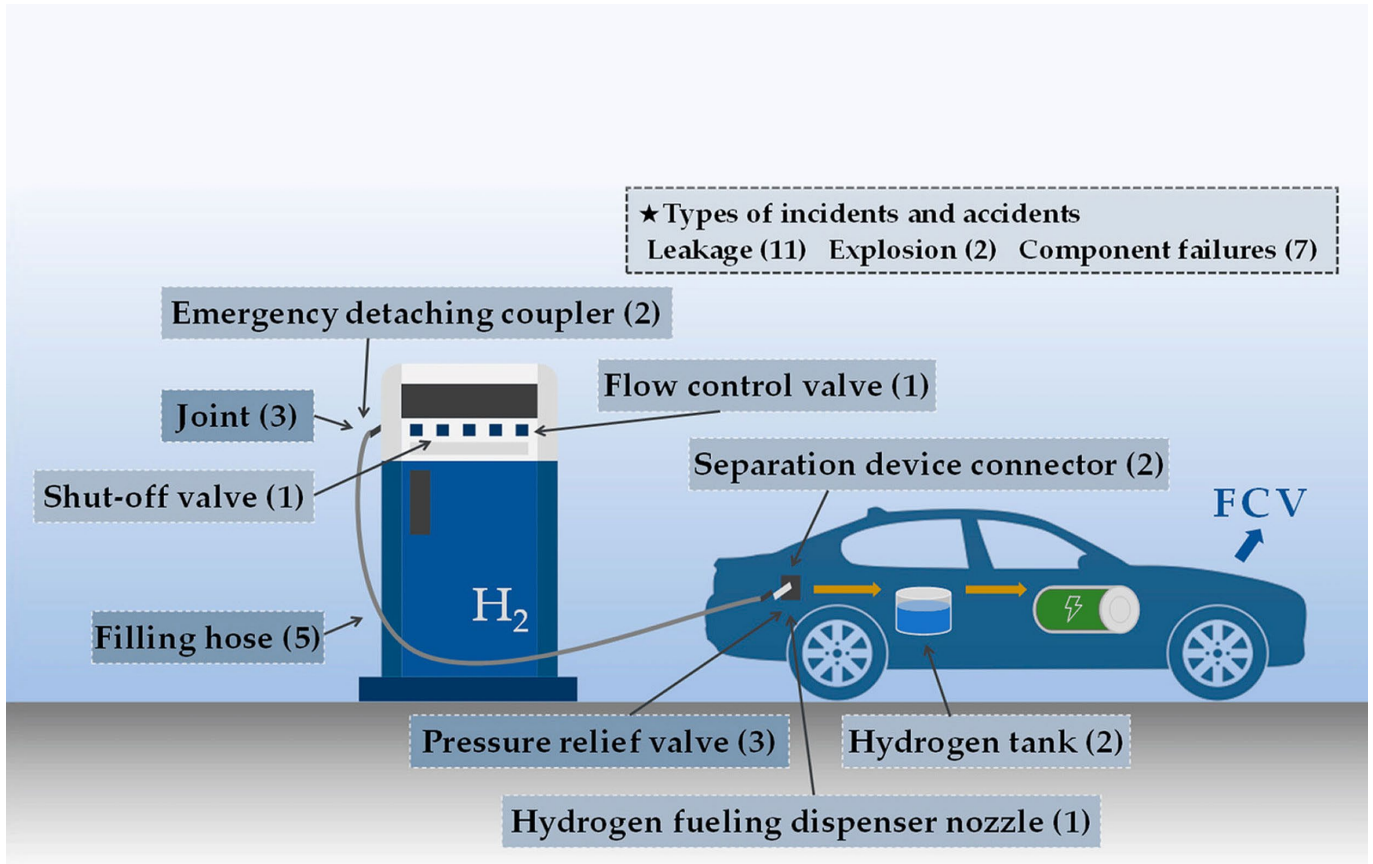 ★Types of incidents and accidents
Leakage (11) Explosion (2) Component failures (7)
Emergency detaching coupler (2)
Flow control valve (1)
Joint (3)
Separation device connector (2)
Shut-off valve (1)
FCV
H₂
Filling hose (5)
Pressure relief valve (3)
Hydrogen tank (2)
Hydrogen fueling dispenser nozzle (1)